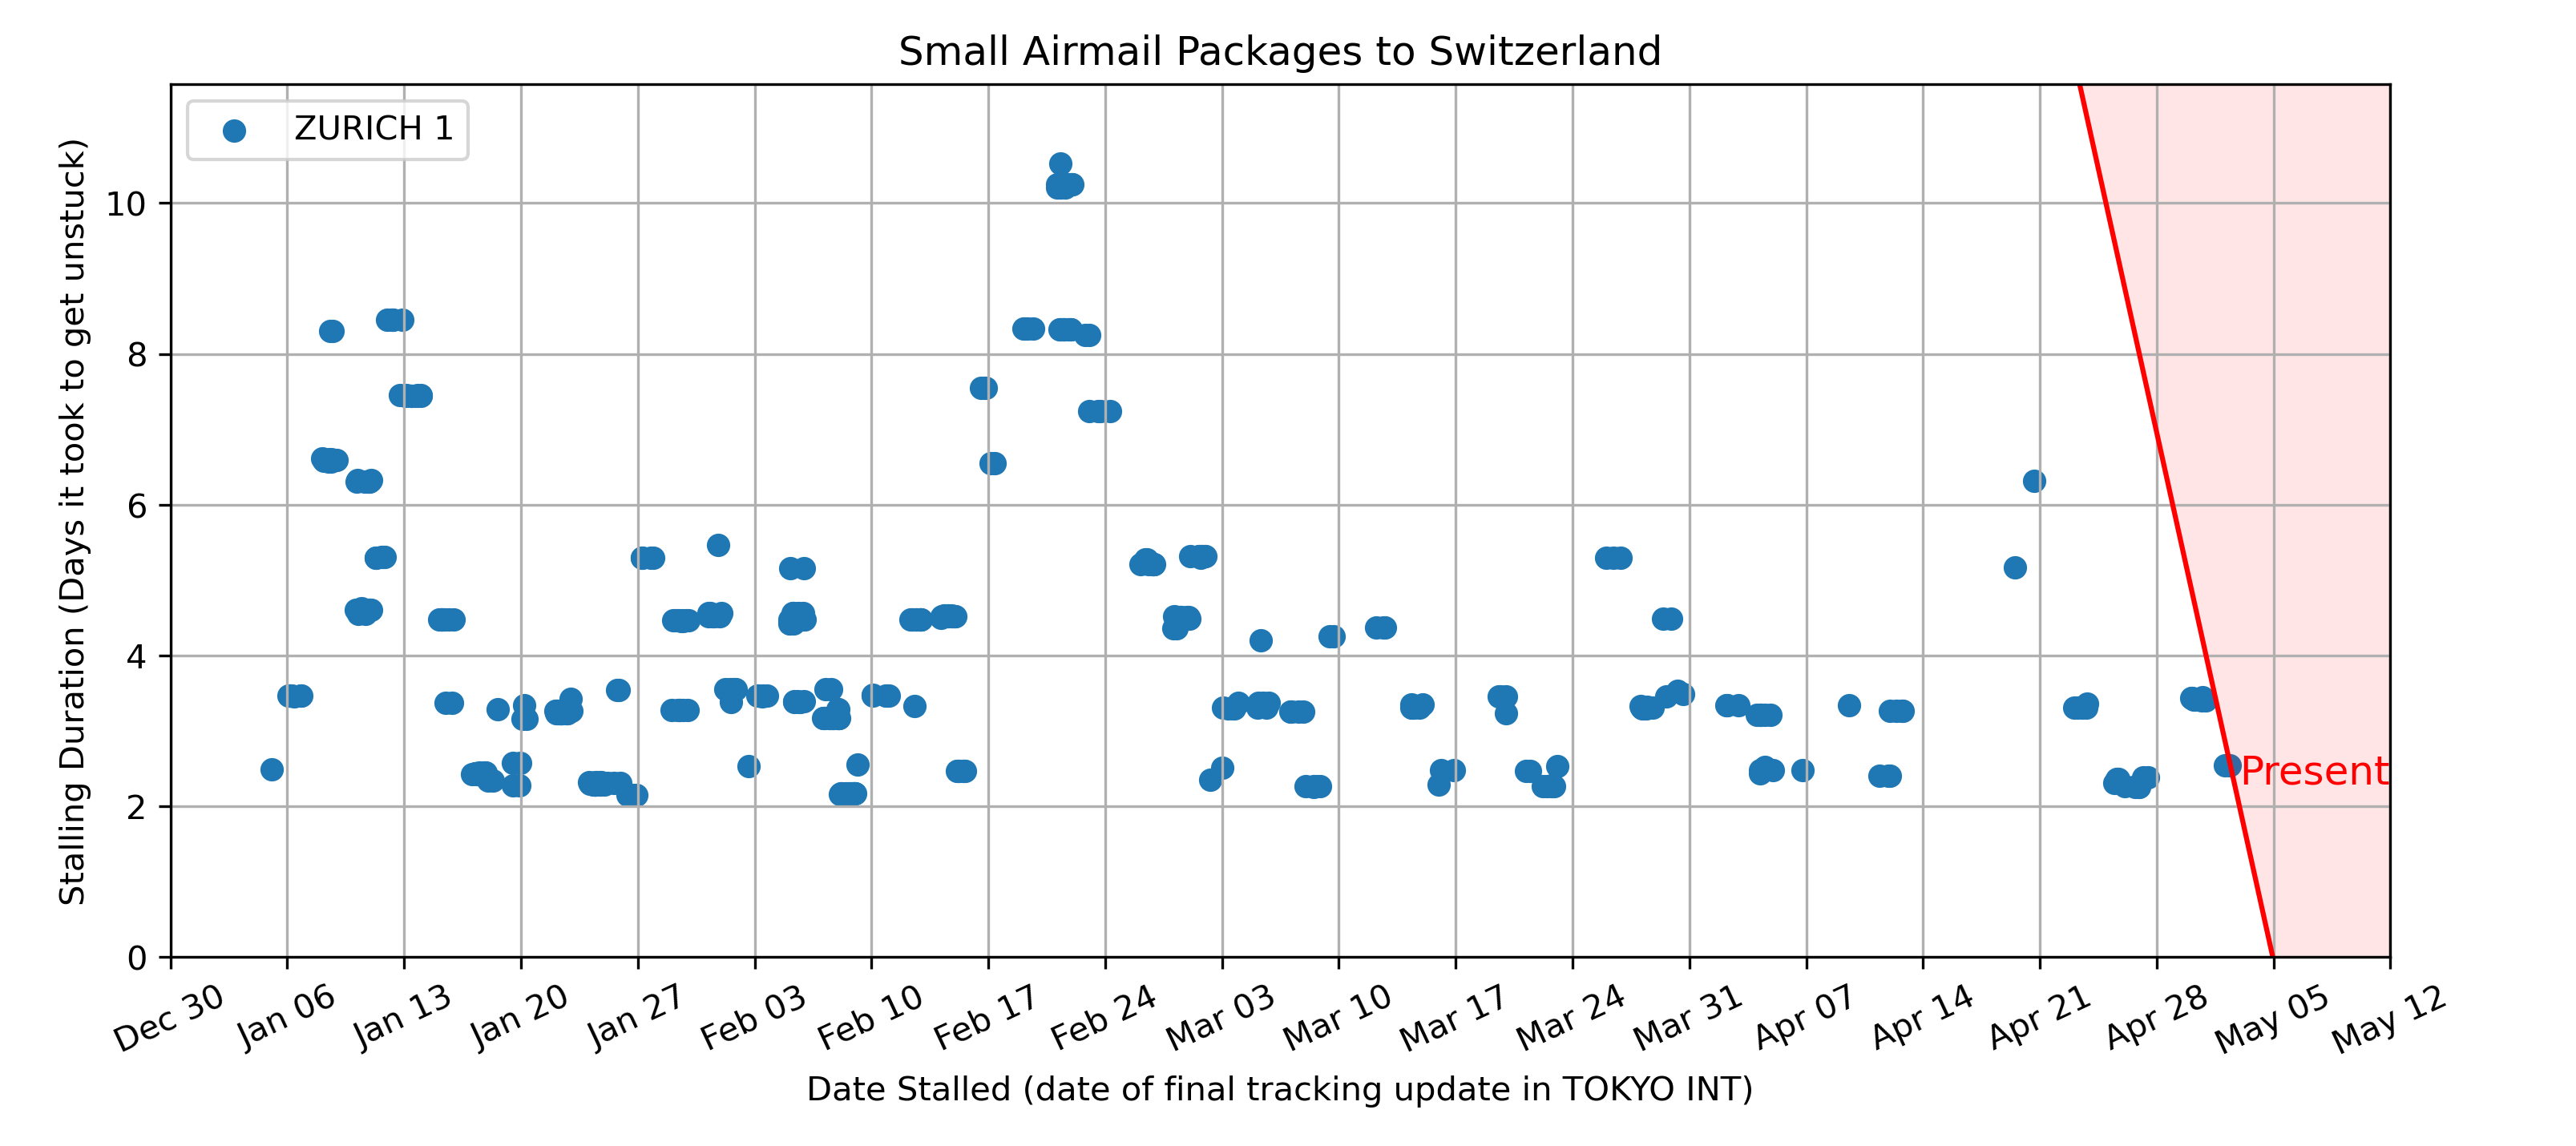 Small Airmail Packages to Switzerland
ZURICH 1
Stalling Duration (Days it took to get unstuck)
10
8
6
4
2
0
Present
Dec 30
Jan 06
Jan 13
Jan 20
Jan 27
Feb 03
Feb 10
Feb 17
Feb 24
Mar 03
Mar 10
Mar 17
Mar 24
Mar 31
Apr 07
Apr 14
Apr 21
Apr 28
May 05
May 12
Date Stalled (date of final tracking update in TOKYO INT)